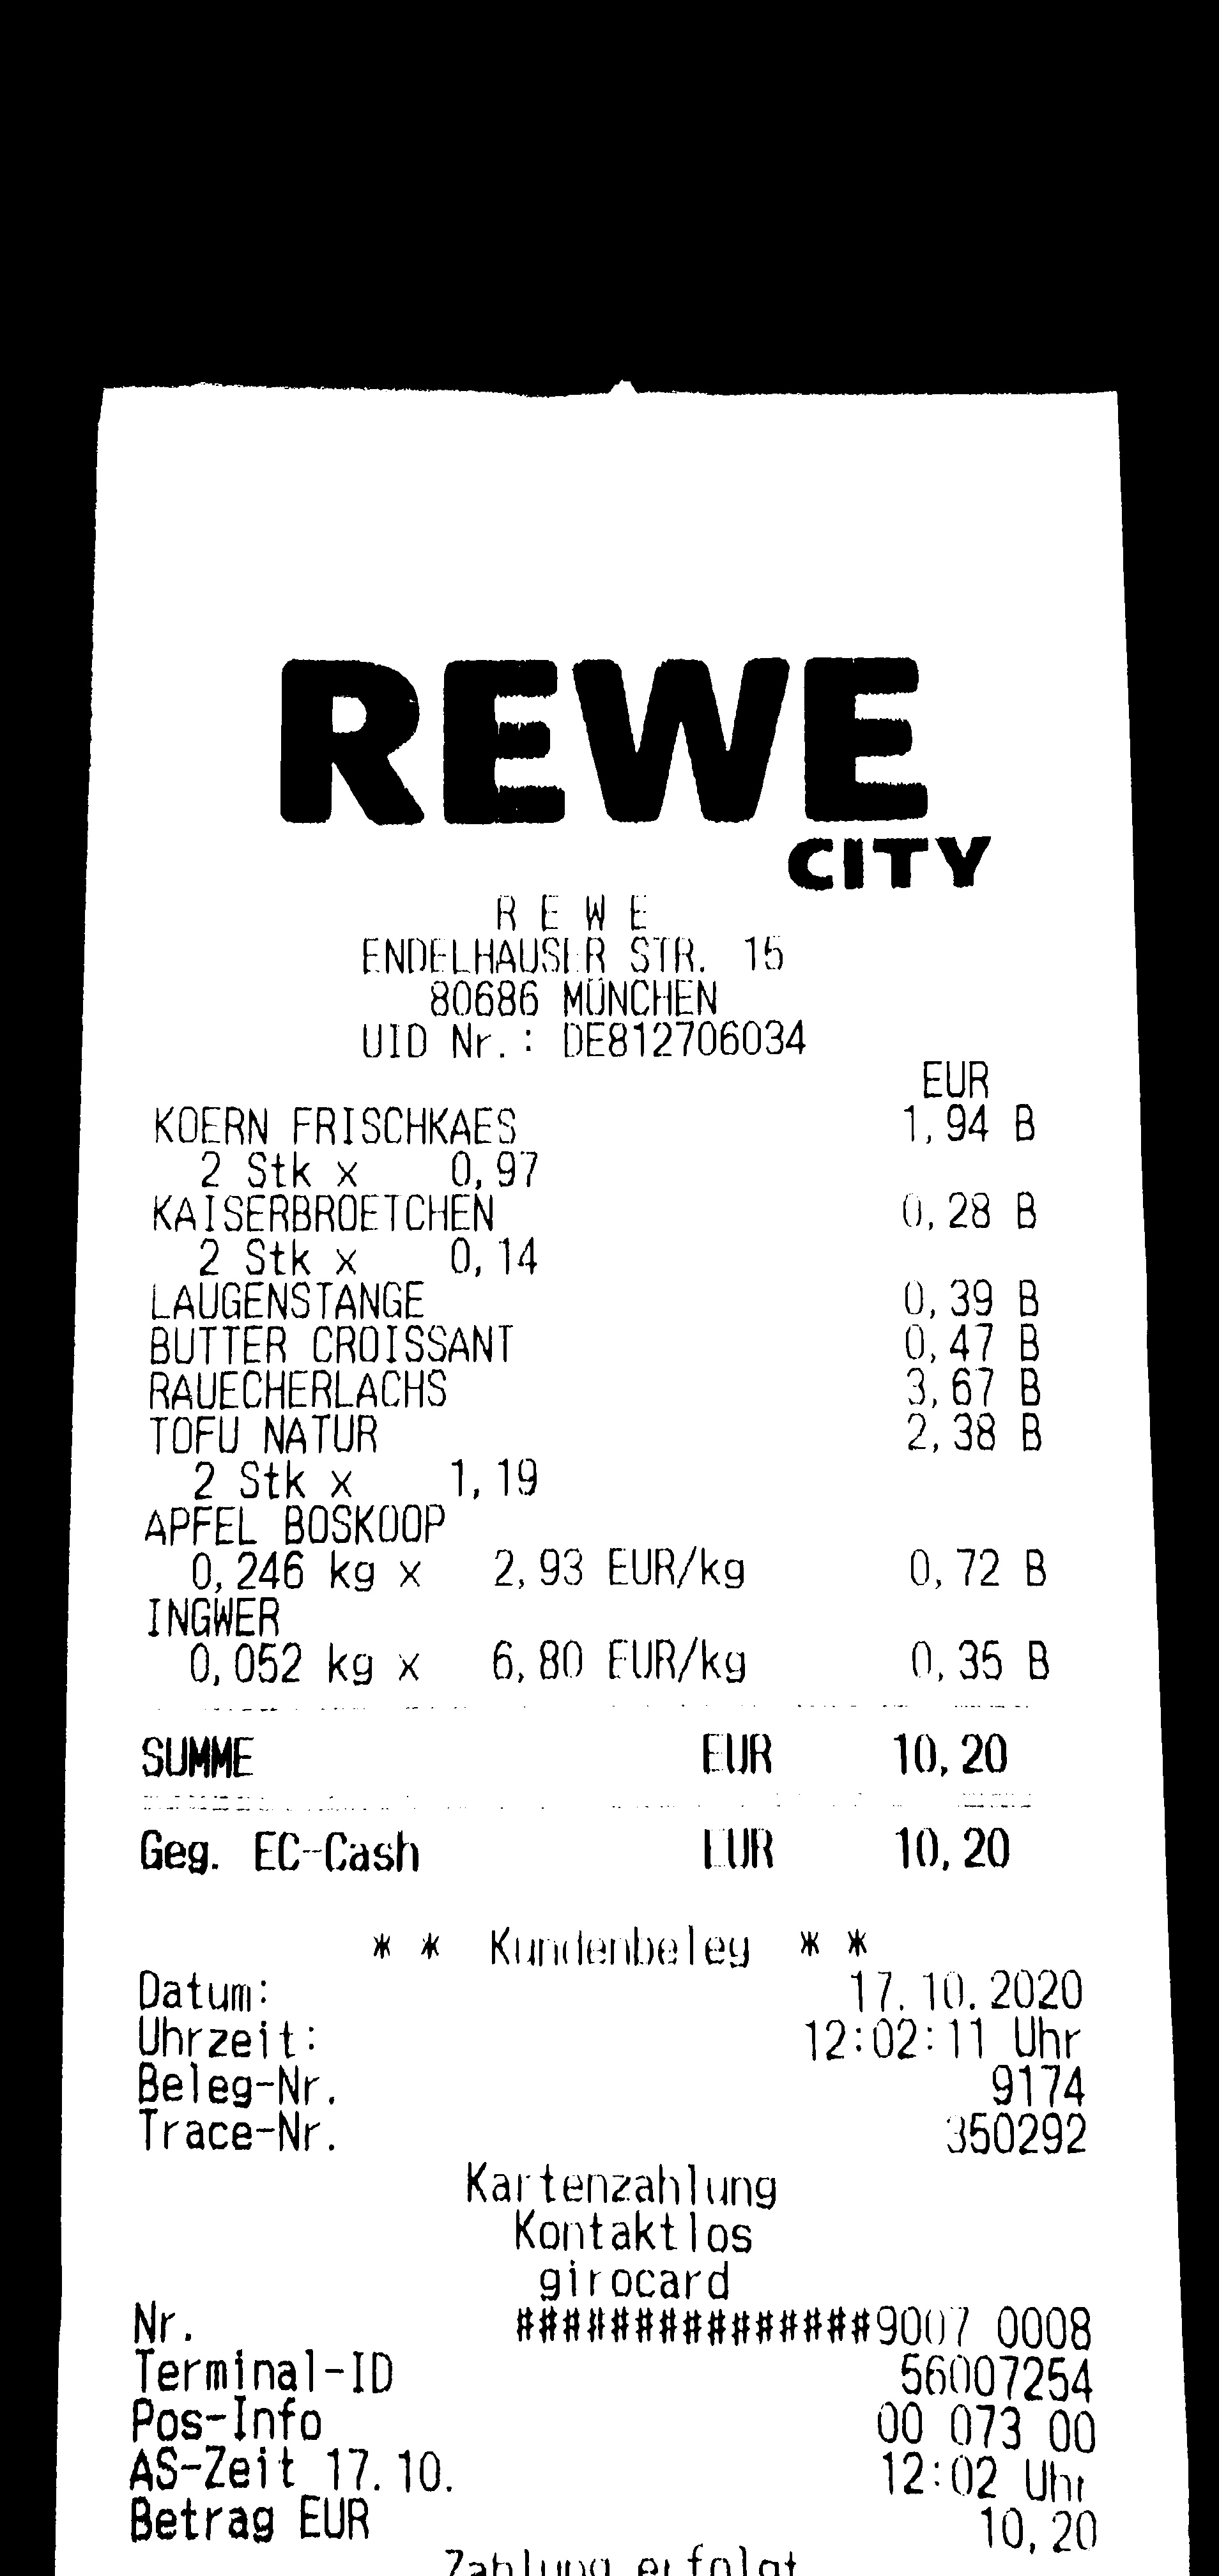 REWE
CITY
R E W E
ENDELHAUSER STR. 15
80686 MÜNCHEN
UID Nr.: DE812706034
EUR
KOERN FRISCHKAES 1,94 B
2 Stk x 0,97
KAISERBROETCHEN 0,28 B
2 Stk x 0,14
LAUGENSTANGE 0,39 B
BUTTER CROISSANT 0,47 B
RAUECHERLACHS 3,67 B
TOFU NATUR 2,38 B
2 Stk x 1,19
APFEL BOSKOOP
0,246 kg x 2,93 EUR/kg 0,72 B
INGWER
0,052 kg x 6,80 EUR/kg 0,35 B
SUMME EUR 10,20
Geg. EC-Cash EUR 10,20
* * Kundenbeleg * *
Datum: 17.10.2020
Uhrzeit: 12:02:11 Uhr
Beleg-Nr. 9174
Trace-Nr. 350292
Kartenzahlung
Kontaktlos
girocard
Nr. ###############9007 0008
Terminal-ID 56007254
Pos-Info 00 073 00
AS-Zeit 17.10. 12:02 Uhr
Betrag EUR 10,20
Zahlung erfolgt